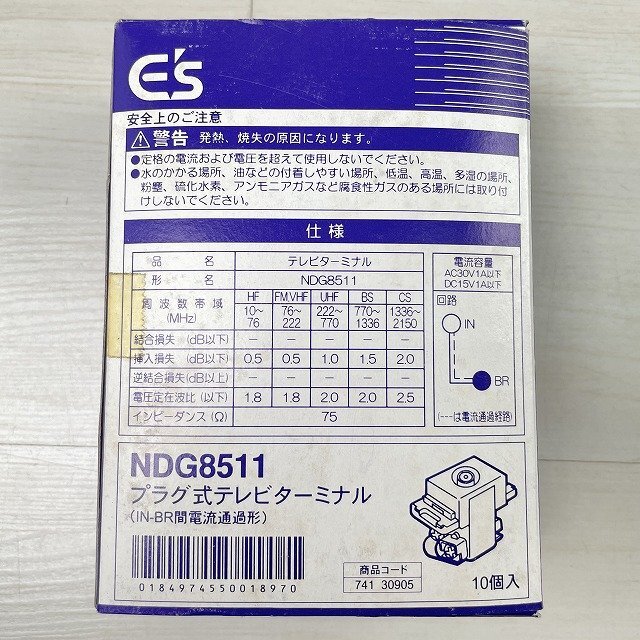 E's
安全上のご注意
警告 発熱、焼失の原因になります。
●定格の電流および電圧を超えて使用しないでください。
●水のかかる場所、油などの付着しやすい場所、低温、高温、多湿の場所、
粉塵、硫化水素、アンモニアガスなど腐食性ガスのある場所には取り付
けしないでください。
仕様
品名 テレビターミナル
形名 NDG8511
周波数帯域 (MHz) HF FM.VHF UHF BS CS
10~76 76~222 222~770 770~1336 1336~2150
結合損失 (dB以下) — — — — —
挿入損失 (dB以下) 0.5 0.5 1.0 1.5 2.0
逆結合損失(dB以上) — — — — —
電圧定在波比 (以下) 1.8 1.8 2.0 2.0 2.5
インピーダンス(Ω) 75
電流容量
AC30V1A以下
DC15V1A以下
回路
IN
BR
(---は電流通過経路)
NDG8511
プラグ式テレビターミナル
(IN-BR間電流通過形)
0184974550018970
商品コード
741 30905
10個入